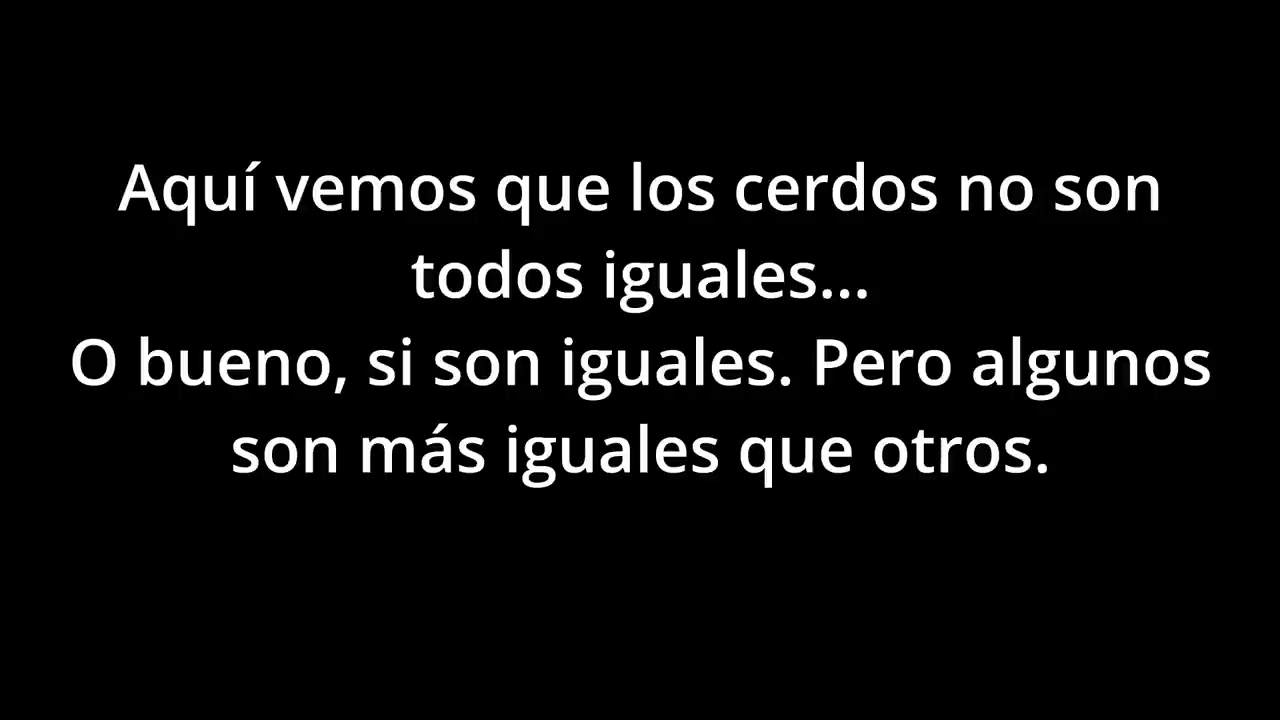 Aquí vemos que los cerdos no son
todos iguales...
O bueno, si son iguales. Pero algunos
son más iguales que otros.